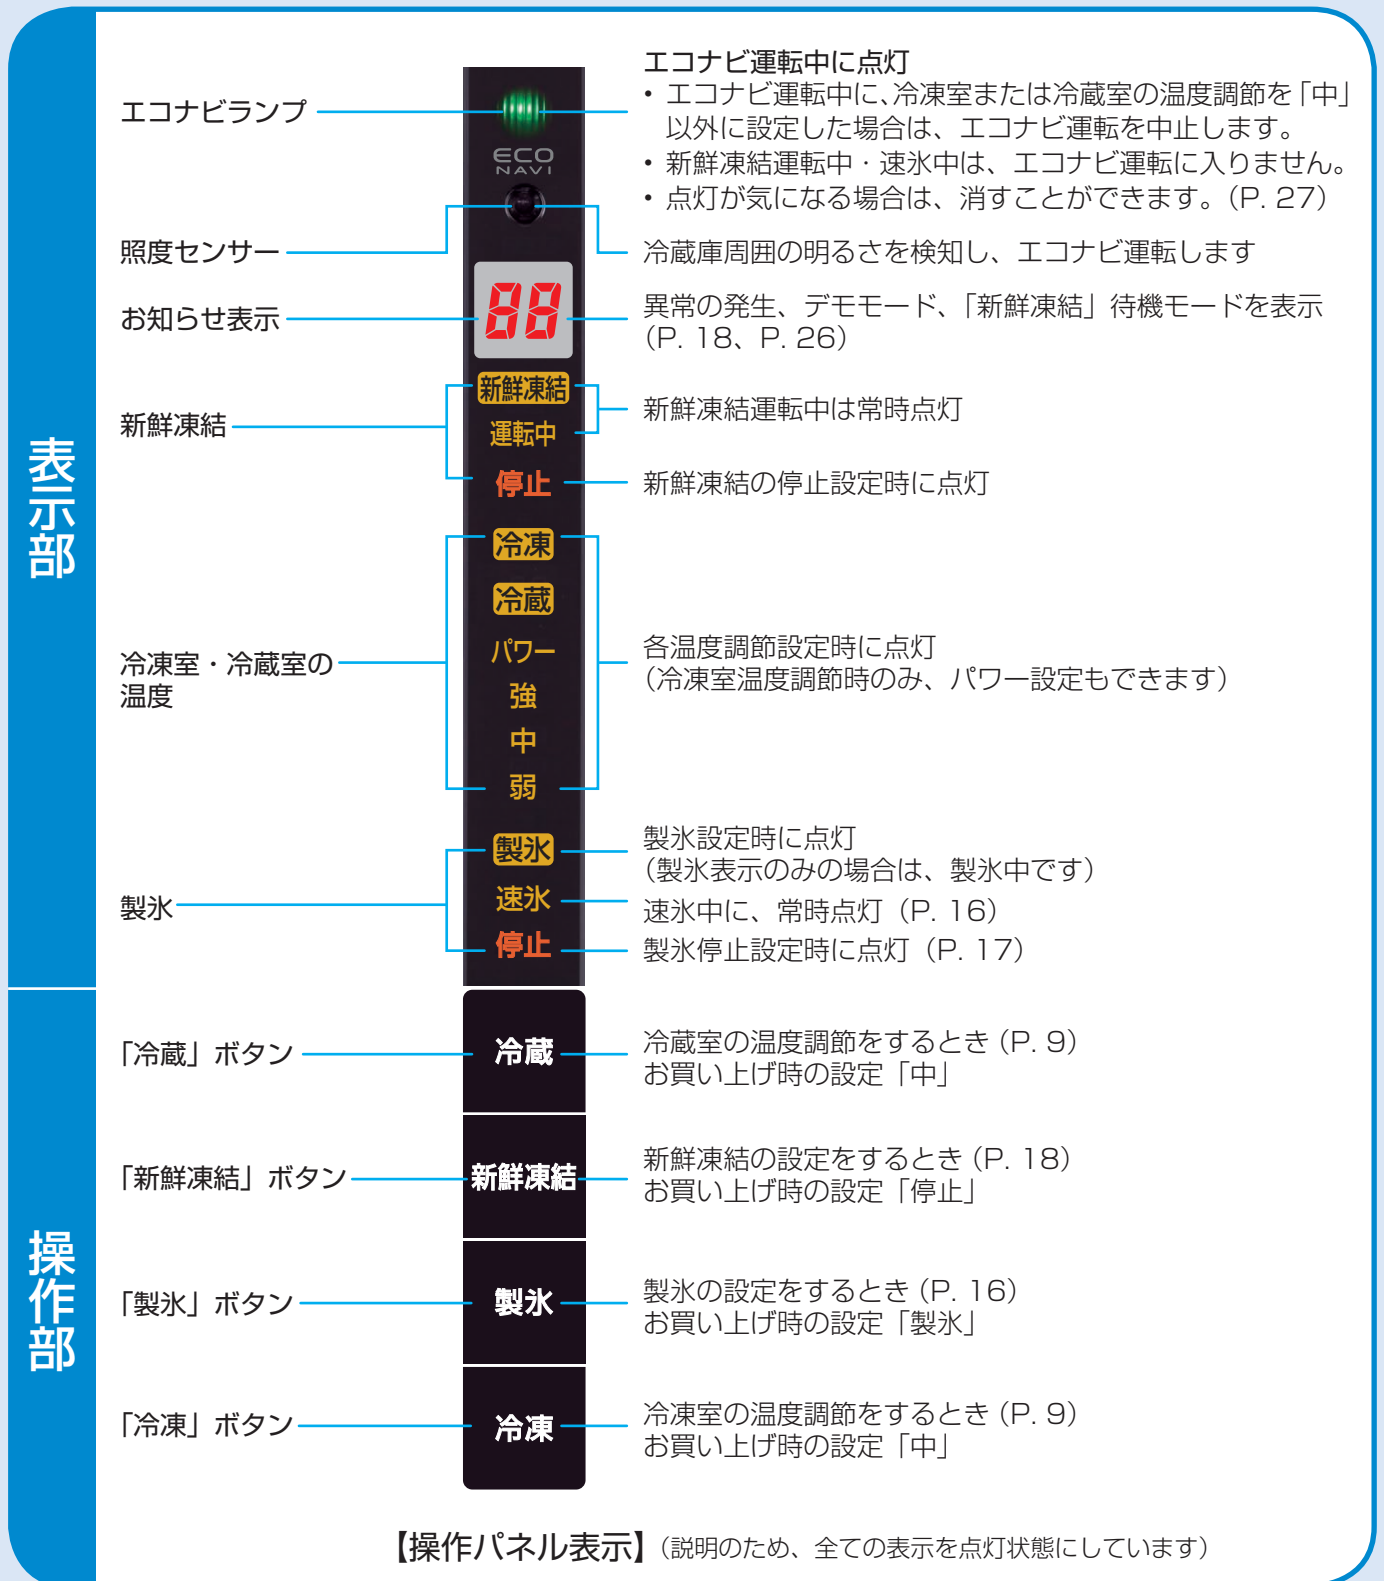 表示部
エコナビランプ
ECO
NAVI
エコナビ運転中に点灯
• エコナビ運転中に、冷凍室または冷蔵室の温度調節を「中」
以外に設定した場合は、エコナビ運転を中止します。
• 新鮮凍結運転中・速氷中は、エコナビ運転に入りません。
• 点灯が気になる場合は、消すことができます。(P. 27)
照度センサー
冷蔵庫周囲の明るさを検知し、エコナビ運転します
お知らせ表示
88
異常の発生、デモモード、「新鮮凍結」待機モードを表示
(P. 18、P. 26)
新鮮凍結
新鮮凍結
運転中
新鮮凍結運転中は常時点灯
停止
新鮮凍結の停止設定時に点灯
冷凍室・冷蔵室の
温度
冷凍
冷蔵
パワー
強
中
弱
各温度調節設定時に点灯
(冷凍室温度調節時のみ、パワー設定もできます)
製氷
製氷
製氷設定時に点灯
(製氷表示のみの場合は、製氷中です)
速氷
速氷中に、常時点灯(P. 16)
停止
製氷停止設定時に点灯(P. 17)
操作部
「冷蔵」ボタン
冷蔵
冷蔵室の温度調節をするとき(P. 9)
お買い上げ時の設定「中」
「新鮮凍結」ボタン
新鮮凍結
新鮮凍結の設定をするとき(P. 18)
お買い上げ時の設定「停止」
「製氷」ボタン
製氷
製氷の設定をするとき(P. 16)
お買い上げ時の設定「製氷」
「冷凍」ボタン
冷凍
冷凍室の温度調節をするとき(P. 9)
お買い上げ時の設定「中」
【操作パネル表示】(説明のため、全ての表示を点灯状態にしています)